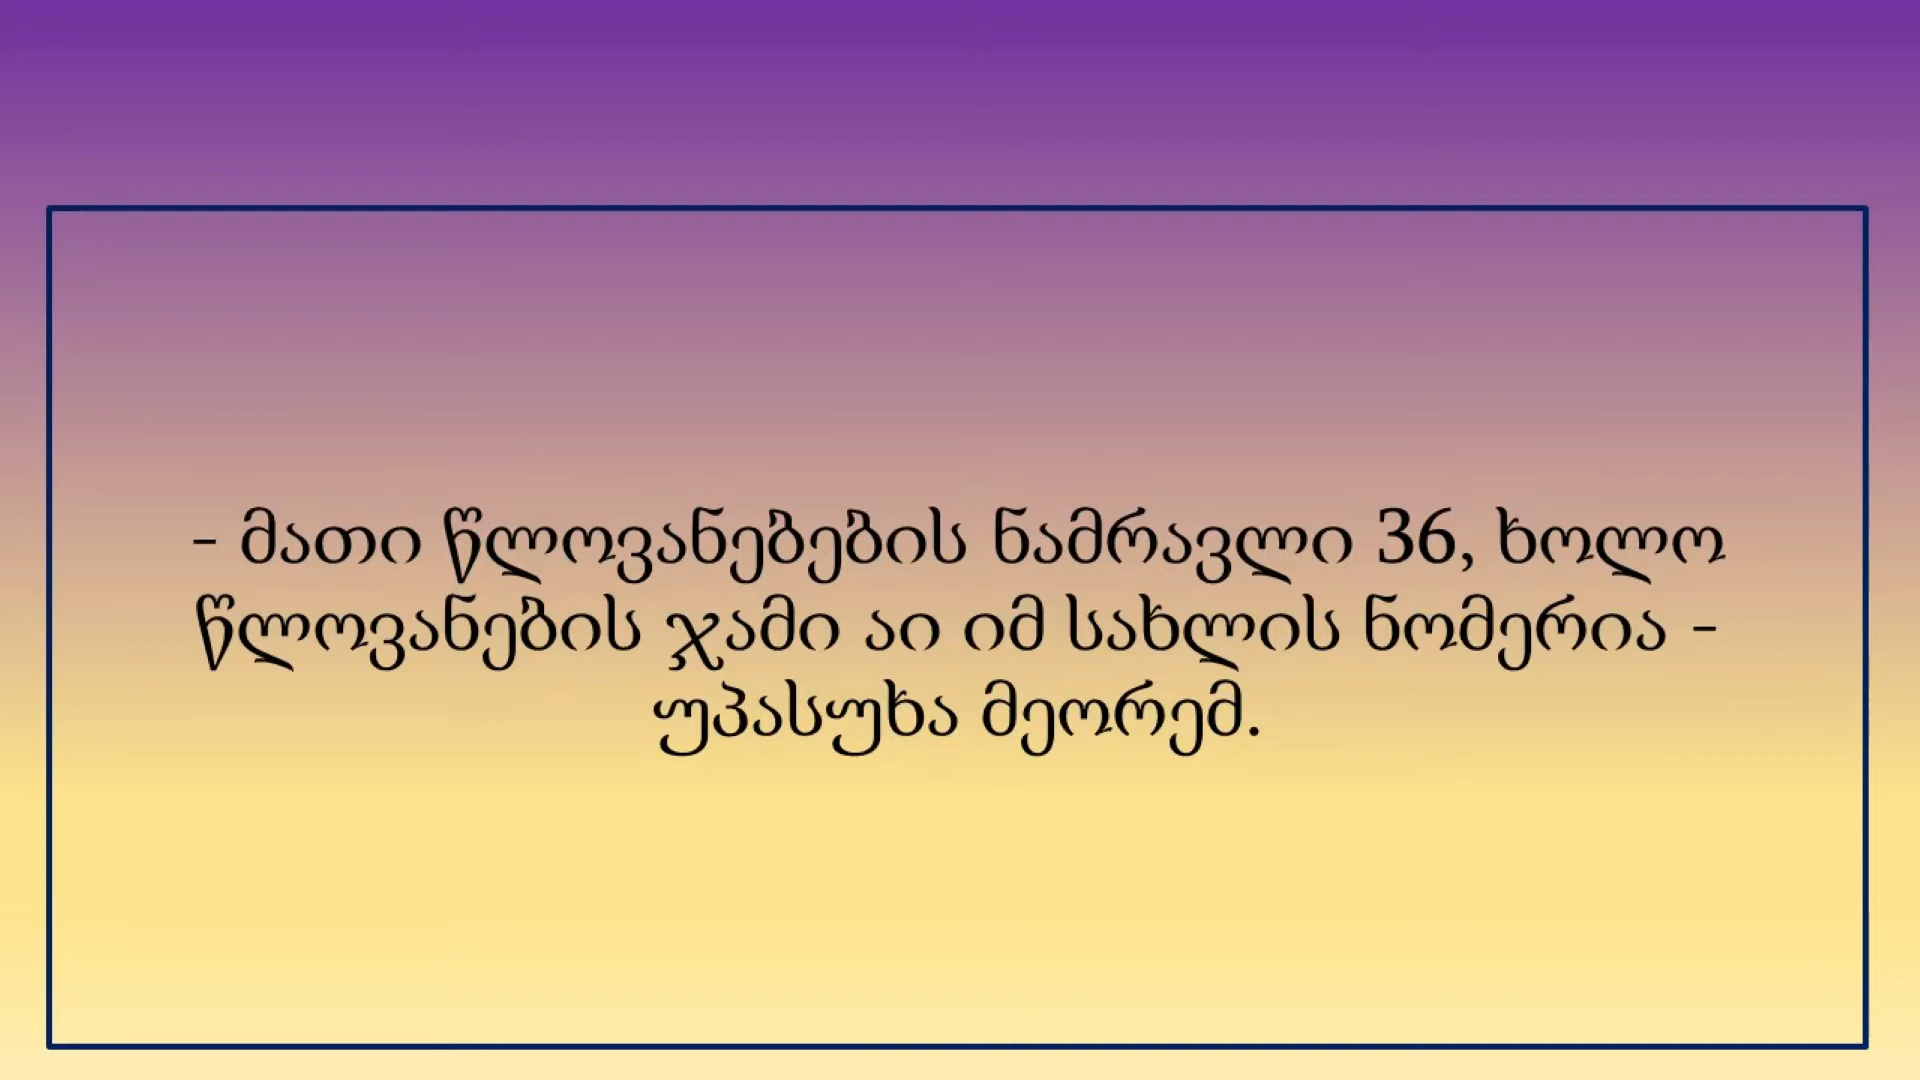 - მათი წლოვანებების ნამრავლი 36, ხოლო
წლოვანების ჯამი აი იმ სახლის ნომერია -
უპასუხა მეორემ.